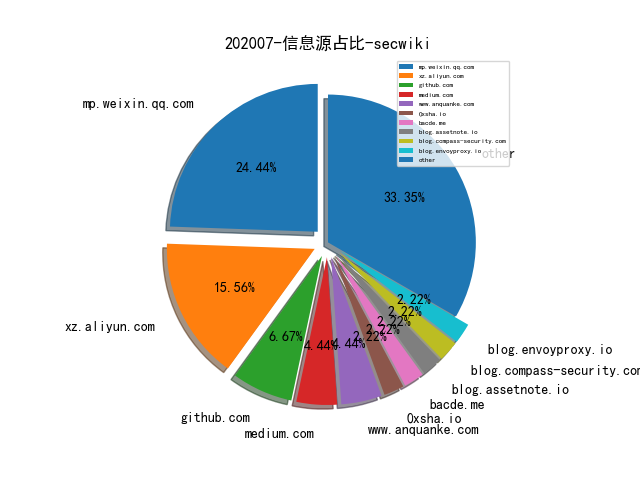 202007-信息源占比-secwiki
mp.weixin.qq.com
xz.aliyun.com
github.com
medium.com
www.anquanke.com
0xsha.io
bacde.me
blog.assetnote.io
blog.compass-security.com
blog.envoyproxy.io
other
mp.weixin.qq.com
other
24.44%
33.35%
15.56%
2.22%
2.22%
2.22%
2.22%
2.22%
6.67%
4.44%
4.44%
xz.aliyun.com
blog.envoyproxy.io
blog.compass-security.com
blog.assetnote.io
bacde.me
0xsha.io
github.com
www.anquanke.com
medium.com